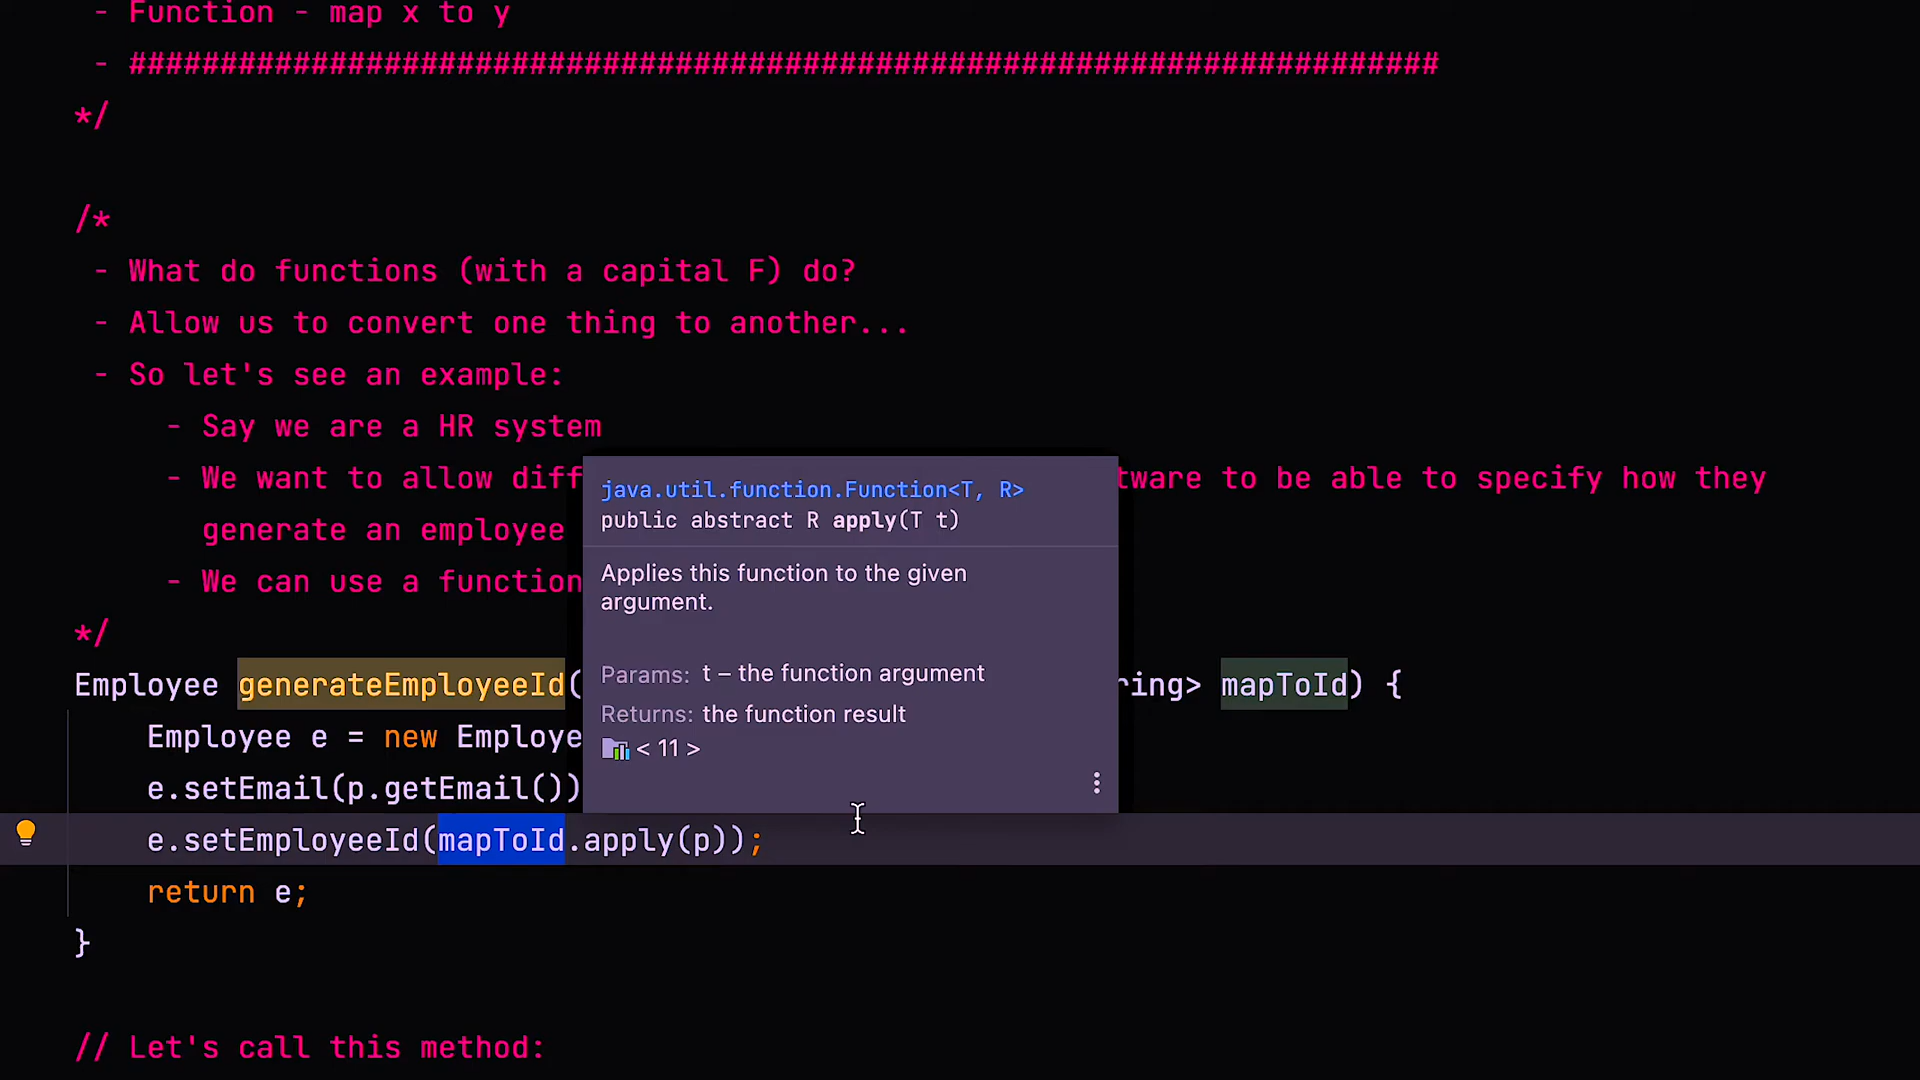 - Function - map x to y
- ########################################################################
*/
/*
- What do functions (with a capital F) do?
- Allow us to convert one thing to another...
- So let's see an example:
- Say we are a HR system
- We want to allow diff tware to be able to specify how they
generate an employee
- We can use a function
*/
java.util.function.Function<T, R>
public abstract R apply(T t)
Applies this function to the given
argument.
Params: t – the function argument
Returns: the function result
< 11 >
Employee generateEmployeeId( ring> mapToId) {
Employee e = new Employe
e.setEmail(p.getEmail())
e.setEmployeeId(mapToId.apply(p));
return e;
}
// Let's call this method: